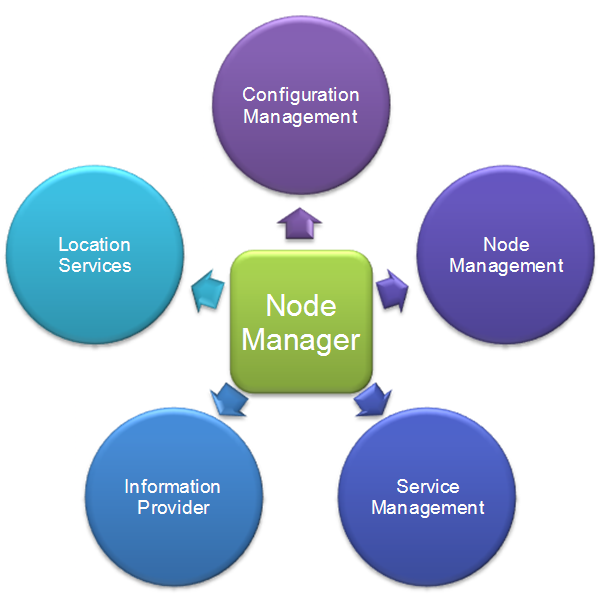 Configuration
Management
Location
Services
Node
Management
Node
Manager
Information
Provider
Service
Management